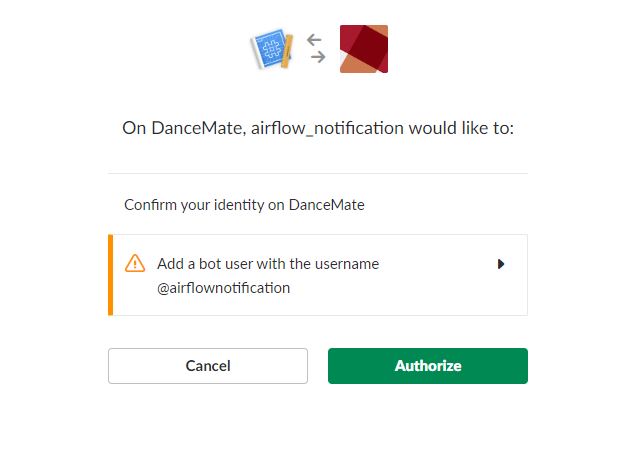 On DanceMate, airflow_notification would like to:
Confirm your identity on DanceMate
Add a bot user with the username
@airflownotification
Cancel
Authorize